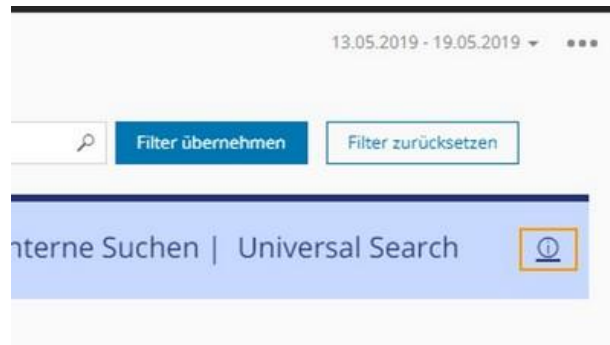 13.05.2019 - 19.05.2019
Filter übernehmen Filter zurücksetzen
nterne Suchen | Universal Search